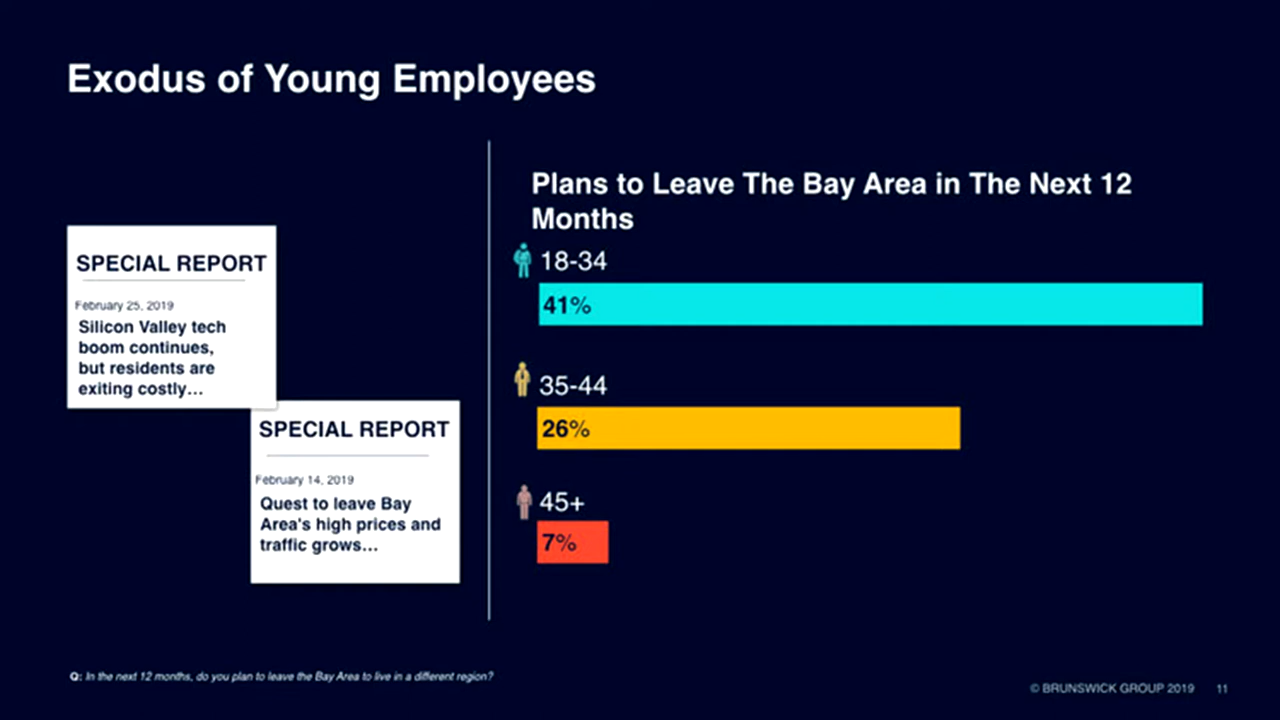 Exodus of Young Employees
SPECIAL REPORT
February 25, 2019
Silicon Valley tech
boom continues,
but residents are
exiting costly...
SPECIAL REPORT
February 14, 2019
Quest to leave Bay
Area's high prices and
traffic grows...
Plans to Leave The Bay Area in The Next 12
Months
18-34
41%
35-44
26%
45+
7%
Q: In the next 12 months, do you plan to leave the Bay Area to live in a different region?
© BRUNSWICK GROUP 2019 11